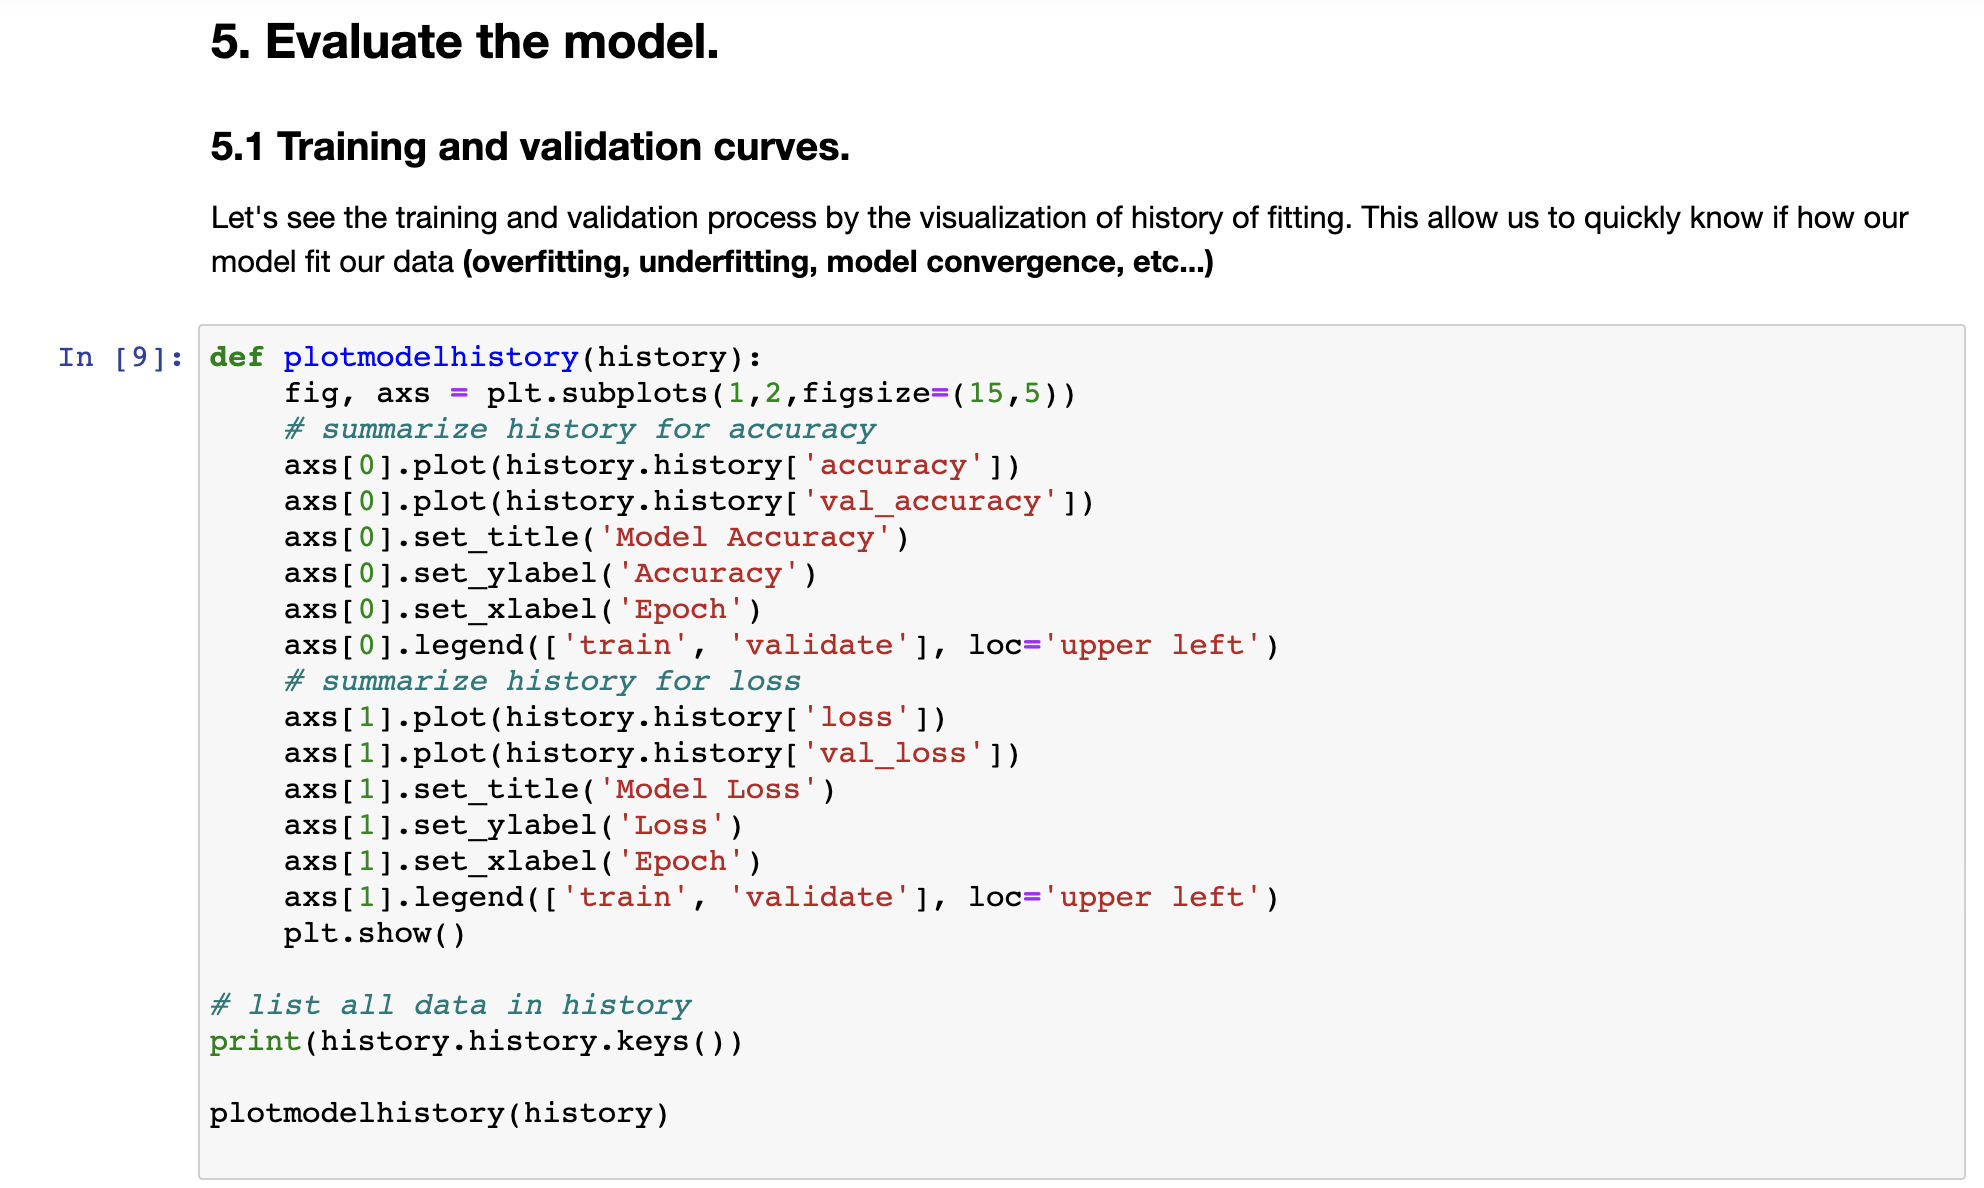 5. Evaluate the model.
5.1 Training and validation curves.
Let's see the training and validation process by the visualization of history of fitting. This allow us to quickly know if how our
model fit our data (overfitting, underfitting, model convergence, etc...)
In [9]: def plotmodelhistory(history):
    fig, axs = plt.subplots(1,2,figsize=(15,5))
    # summarize history for accuracy
    axs[0].plot(history.history['accuracy'])
    axs[0].plot(history.history['val_accuracy'])
    axs[0].set_title('Model Accuracy')
    axs[0].set_ylabel('Accuracy')
    axs[0].set_xlabel('Epoch')
    axs[0].legend(['train', 'validate'], loc='upper left')
    # summarize history for loss
    axs[1].plot(history.history['loss'])
    axs[1].plot(history.history['val_loss'])
    axs[1].set_title('Model Loss')
    axs[1].set_ylabel('Loss')
    axs[1].set_xlabel('Epoch')
    axs[1].legend(['train', 'validate'], loc='upper left')
    plt.show()
# list all data in history
print(history.history.keys())
plotmodelhistory(history)